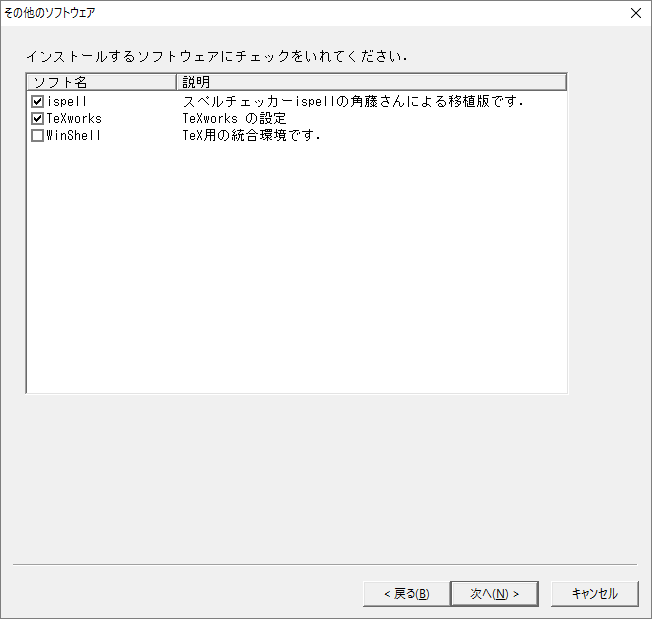 その他のソフトウェア
インストールするソフトウェアにチェックをいれてください．
ソフト名 説明
ispell スペルチェッカーispellの角藤さんによる移植版です．
TeXworks TeXworks の設定
WinShell TeX用の統合環境です．
< 戻る(B) 次へ(N) > キャンセル